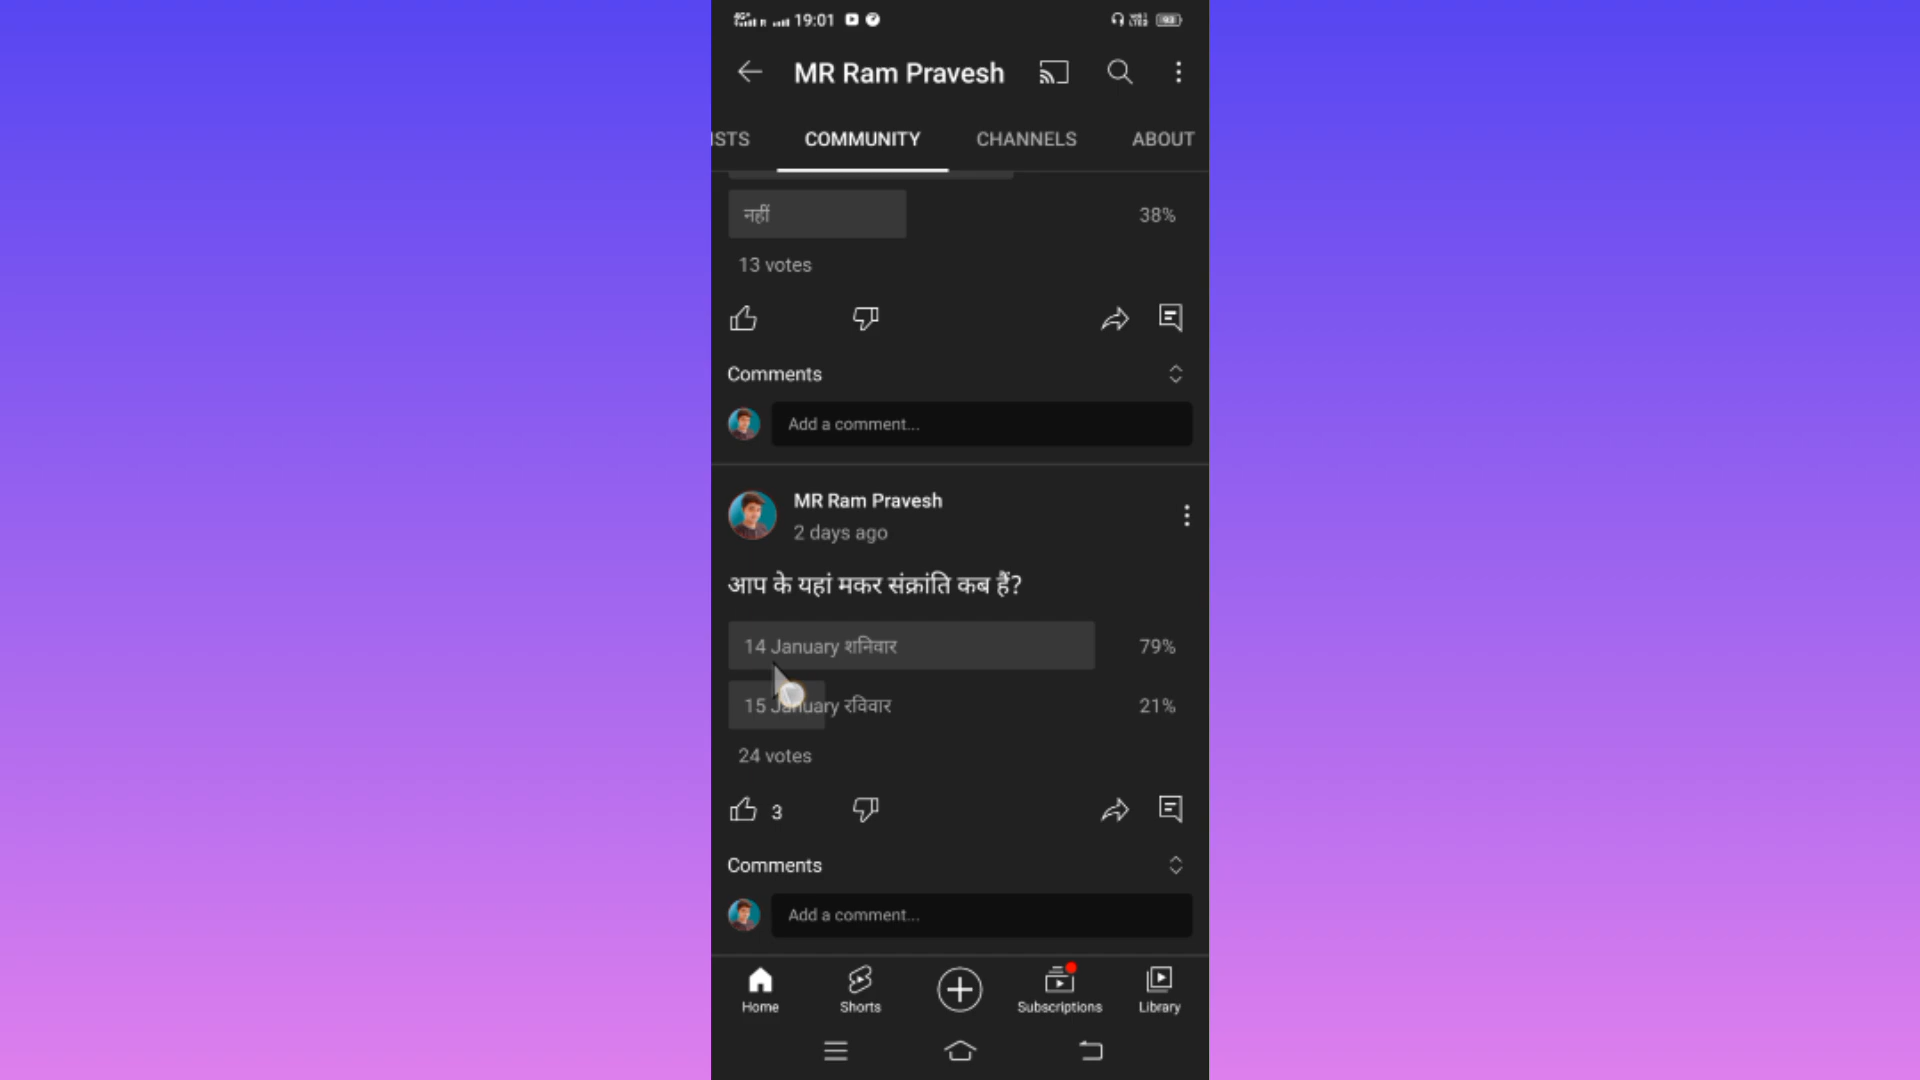 19:01
93
MR Ram Pravesh
ISTS COMMUNITY CHANNELS ABOUT
नहीं 38%
13 votes
Comments
Add a comment...
MR Ram Pravesh
2 days ago
आप के यहां मकर संक्रांति कब हैं?
14 January शनिवार 79%
15 January रविवार 21%
24 votes
3
Comments
Add a comment...
Home Shorts Subscriptions Library